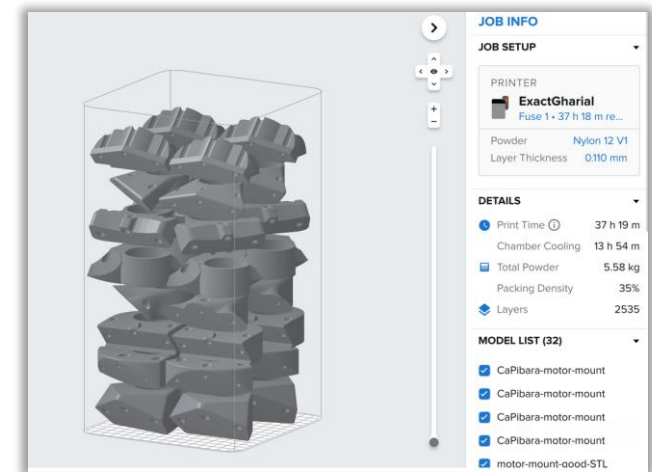 JOB INFO
JOB SETUP
PRINTER
ExactGharial
Fuse 1 • 37 h 18 m re...
Powder Nylon 12 V1
Layer Thickness 0.110 mm
DETAILS
Print Time 37 h 19 m
Chamber Cooling 13 h 54 m
Total Powder 5.58 kg
Packing Density 35%
Layers 2535
MODEL LIST (32)
CaPibara-motor-mount
CaPibara-motor-mount
CaPibara-motor-mount
CaPibara-motor-mount
motor-mount-good-STL